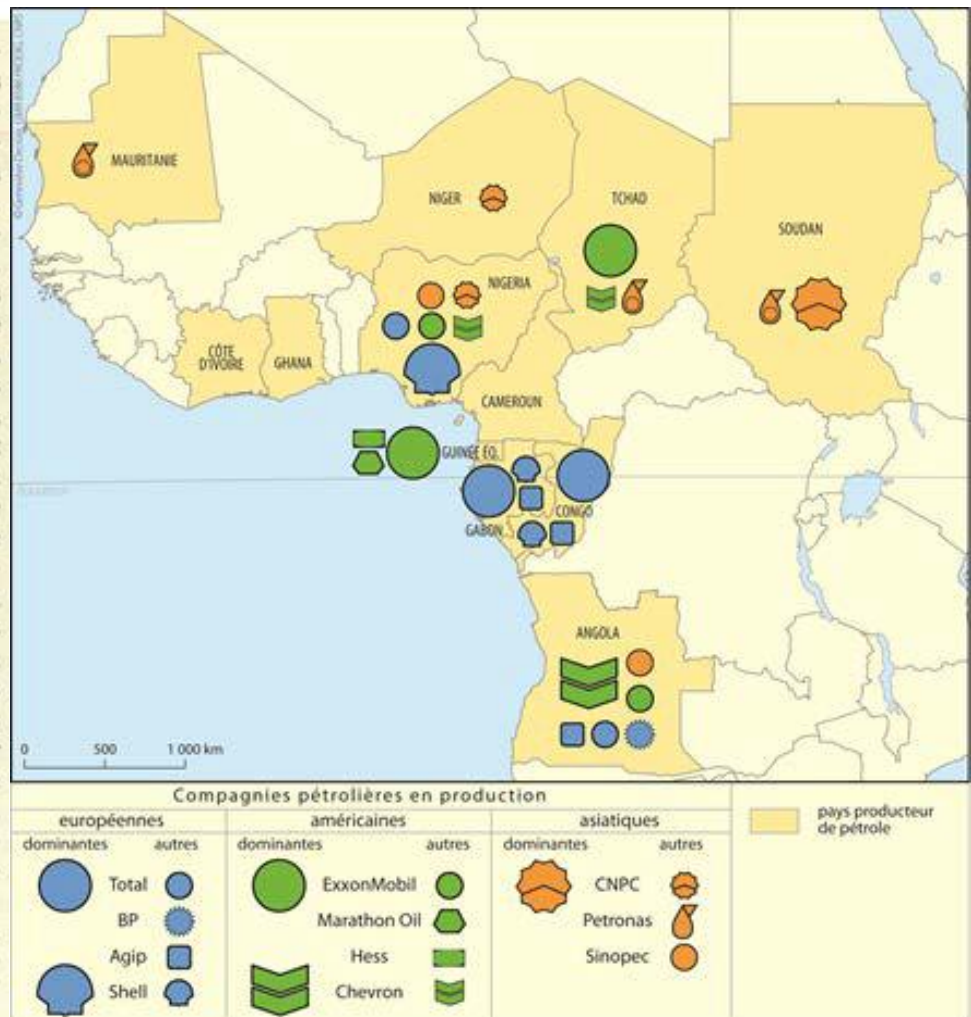 MAURITANIE
NIGER
TCHAD
SOUDAN
NIGERIA
CÔTE
D'IVOIRE
GHANA
CAMEROUN
GUINÉE ÉQ.
CONGO
GABON
ANGOLA
0 500 1 000 km
Compagnies pétrolières en production
européennes
américaines
asiatiques
dominantes autres
dominantes autres
dominantes autres
Total
ExxonMobil
CNPC
BP
Marathon Oil
Petronas
Agip
Hess
Sinopec
Shell
Chevron
pays producteur
de pétrole